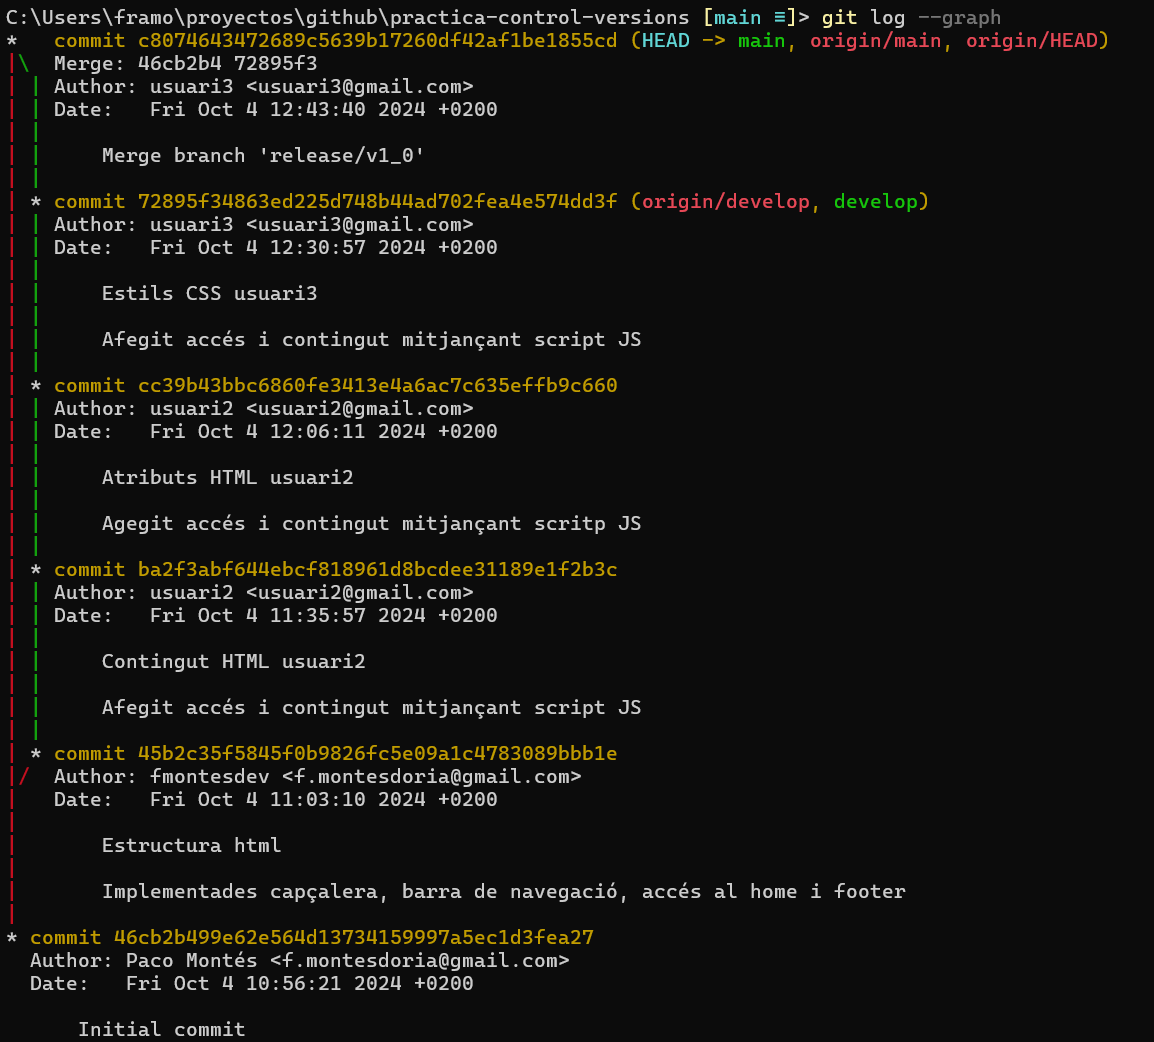 C:\Users\framo\proyectos\github\practica-control-versions [main ≡]> git log --graph
*   commit c8074643472689c5639b17260df42af1be1855cd (HEAD -> main, origin/main, origin/HEAD)
|\  Merge: 46cb2b4 72895f3
| | Author: usuari3 <usuari3@gmail.com>
| | Date:   Fri Oct 4 12:43:40 2024 +0200
| |
| |     Merge branch 'release/v1_0'
| |
| * commit 72895f34863ed225d748b44ad702fea4e574dd3f (origin/develop, develop)
| | Author: usuari3 <usuari3@gmail.com>
| | Date:   Fri Oct 4 12:30:57 2024 +0200
| |
| |     Estils CSS usuari3
| |
| |     Afegit accés i contingut mitjançant script JS
| |
| * commit cc39b43bbc6860fe3413e4a6ac7c635effb9c660
| | Author: usuari2 <usuari2@gmail.com>
| | Date:   Fri Oct 4 12:06:11 2024 +0200
| |
| |     Atributs HTML usuari2
| |
| |     Agegit accés i contingut mitjançant scritp JS
| |
| * commit ba2f3abf644ebcf818961d8bcdee31189e1f2b3c
| | Author: usuari2 <usuari2@gmail.com>
| | Date:   Fri Oct 4 11:35:57 2024 +0200
| |
| |     Contingut HTML usuari2
| |
| |     Afegit accés i contingut mitjançant script JS
| |
| * commit 45b2c35f5845f0b9826fc5e09a1c4783089bbb1e
|/  Author: fmontesdev <f.montesdoria@gmail.com>
|   Date:   Fri Oct 4 11:03:10 2024 +0200
|
|       Estructura html
|
|       Implementades capçalera, barra de navegació, accés al home i footer
|
* commit 46cb2b499e62e564d13734159997a5ec1d3fea27
  Author: Paco Montés <f.montesdoria@gmail.com>
  Date:   Fri Oct 4 10:56:21 2024 +0200

      Initial commit